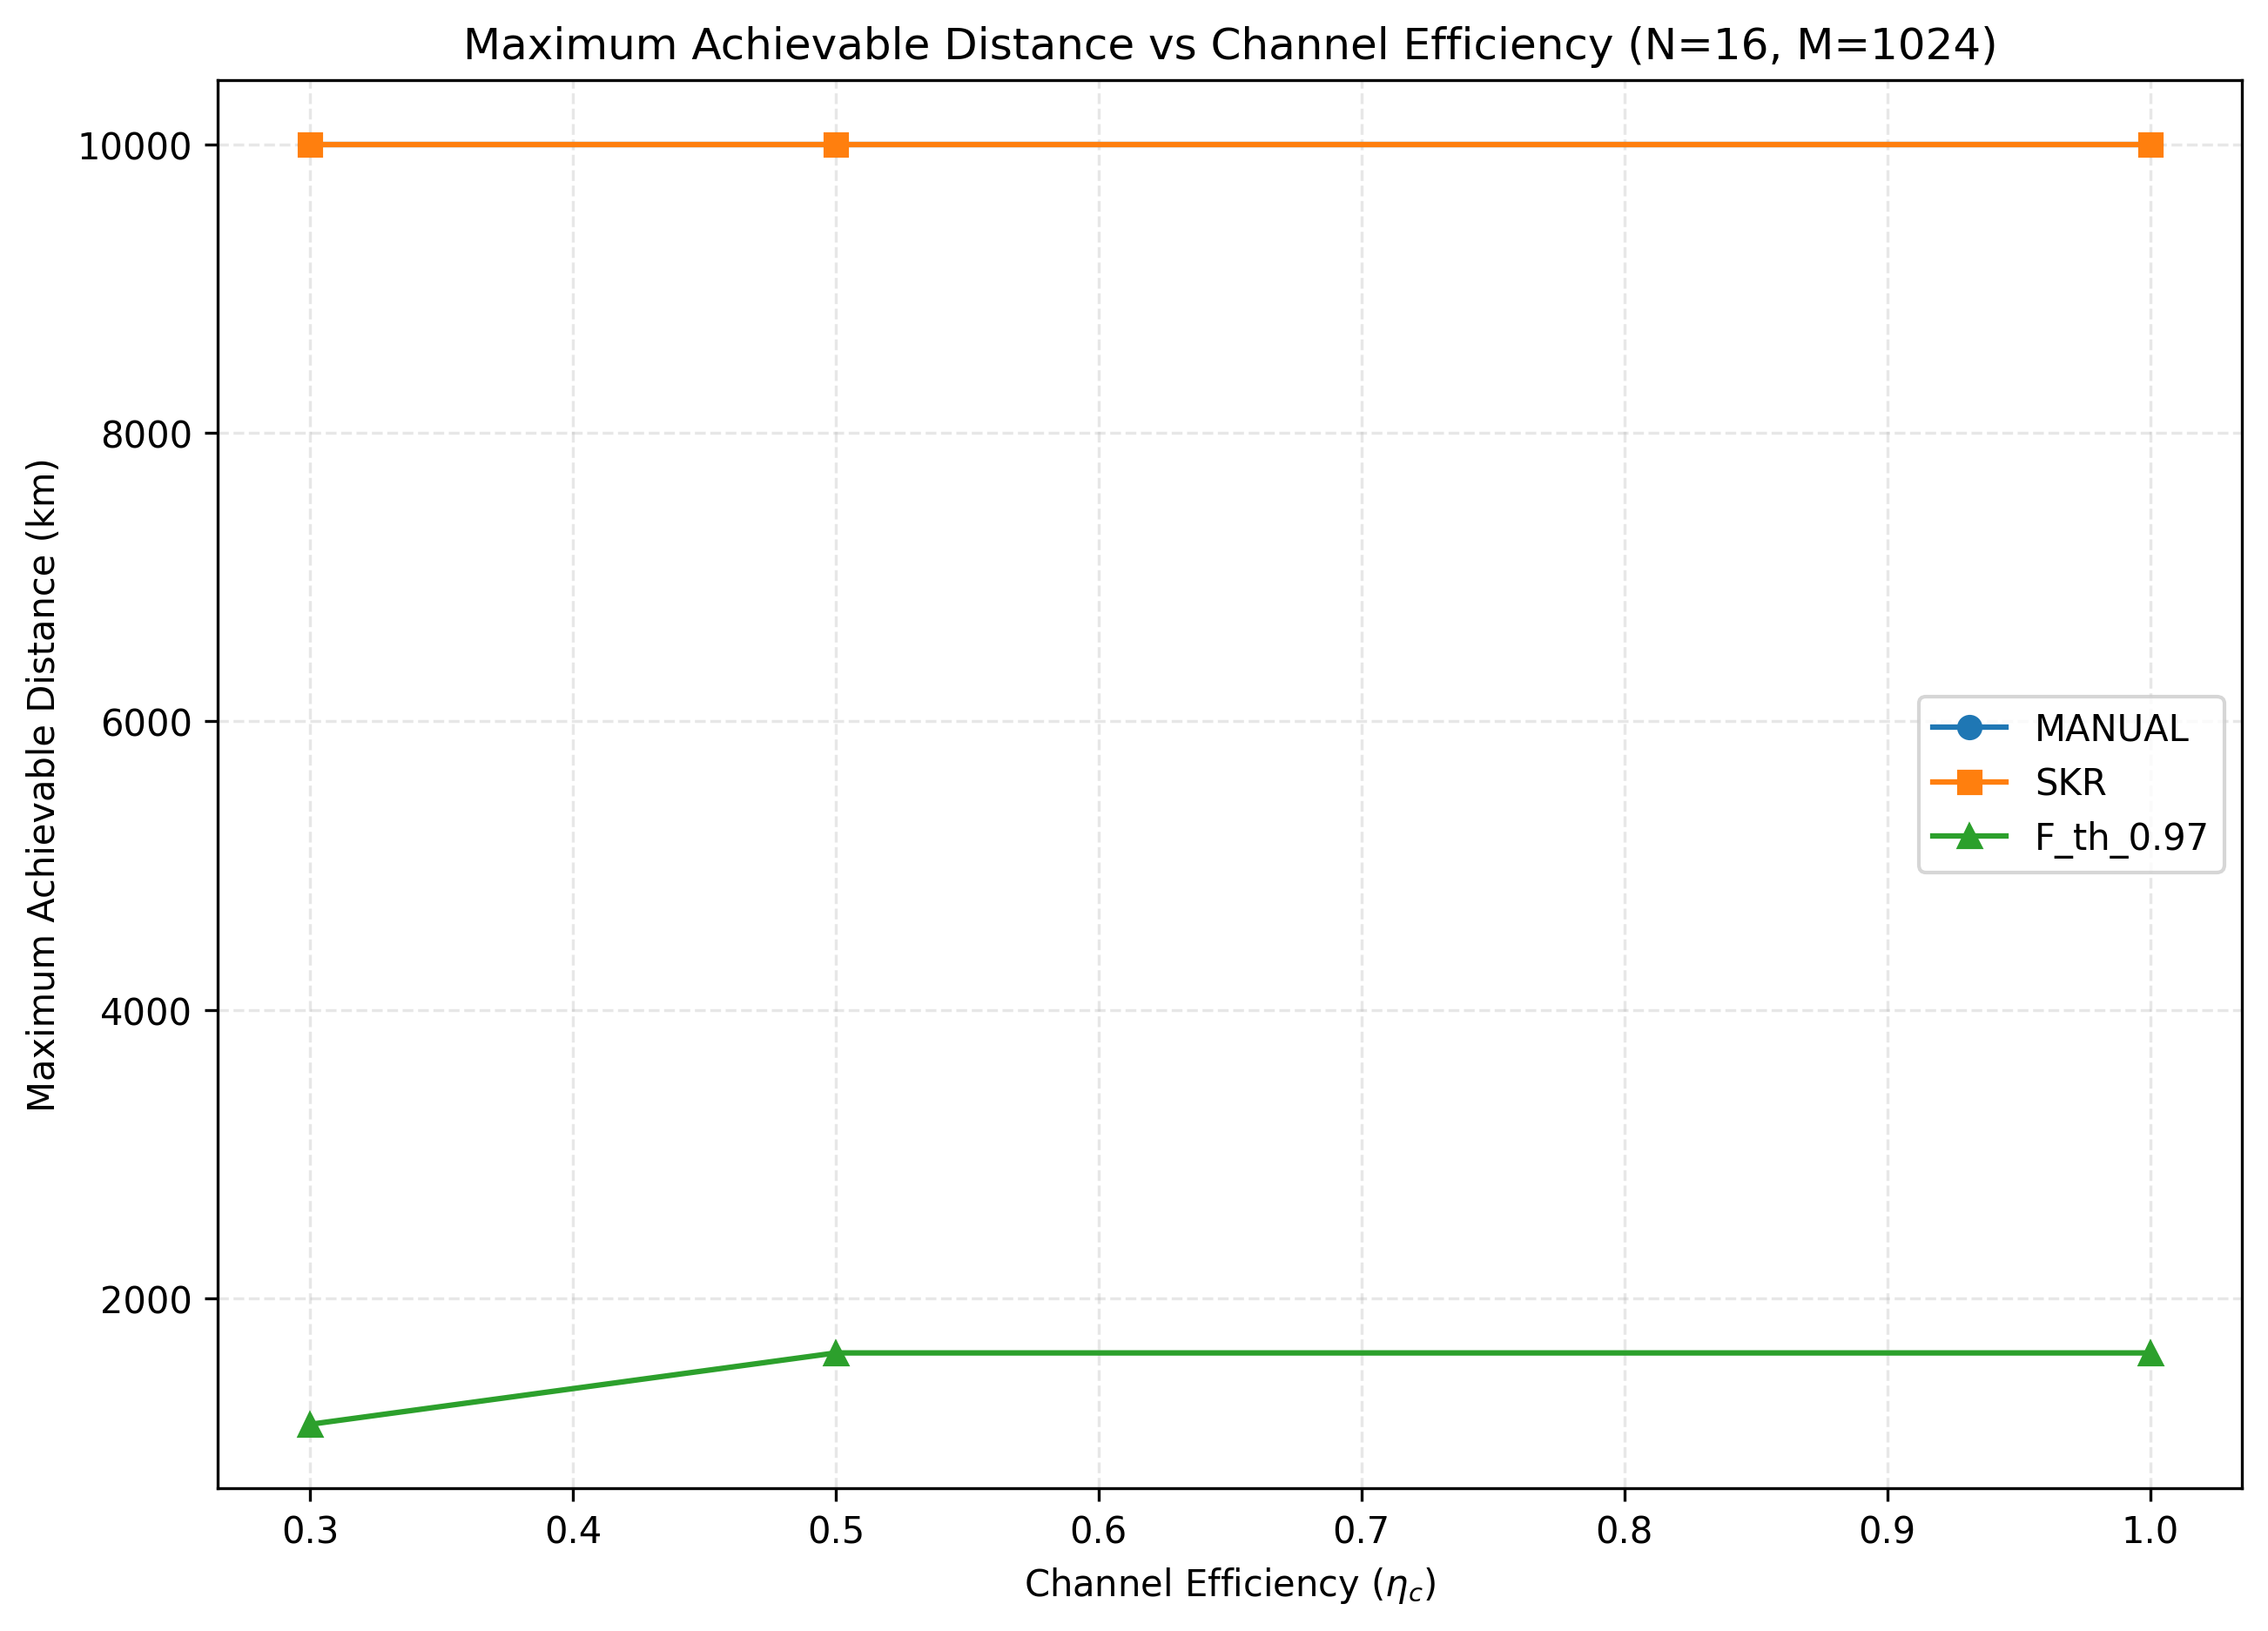 Maximum Achievable Distance vs Channel Efficiency (N=16, M=1024)
Maximum Achievable Distance (km)
10000
8000
6000
4000
2000
MANUAL
SKR
F_th_0.97
0.3 0.4 0.5 0.6 0.7 0.8 0.9 1.0
Channel Efficiency (η_c)